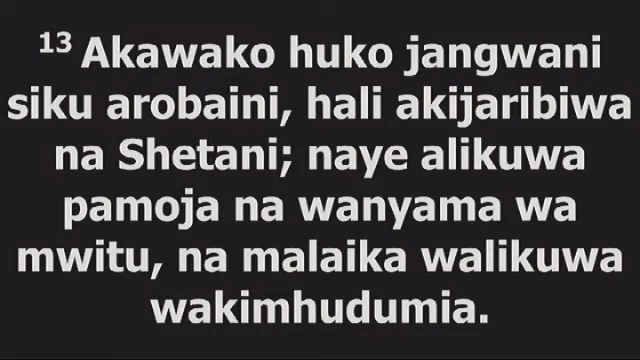 13 Akawako huko jangwani
siku arobaini, hali akijaribiwa
na Shetani; naye alikuwa
pamoja na wanyama wa
mwitu, na malaika walikuwa
wakimhudumia.